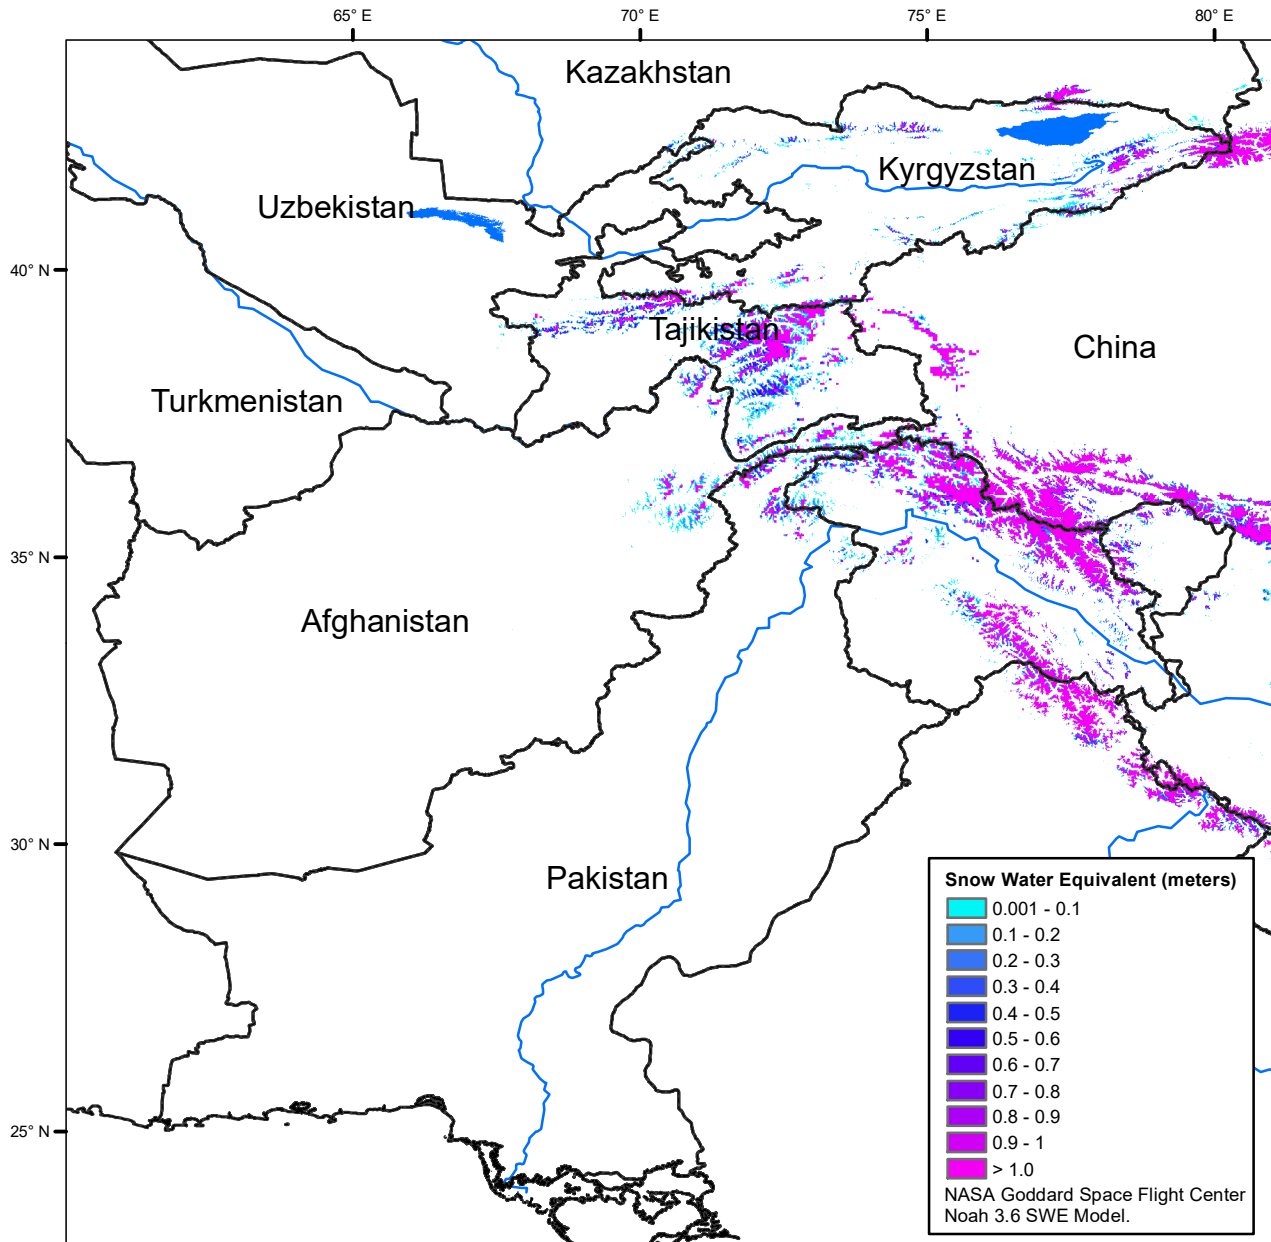 65° E
70° E
75° E
80° E
Kazakhstan
Kyrgyzstan
Uzbekistan
40° N
Tajikistan
China
Turkmenistan
35° N
Afghanistan
30° N
Pakistan
25° N
Snow Water Equivalent (meters)
0.001 - 0.1
0.1 - 0.2
0.2 - 0.3
0.3 - 0.4
0.4 - 0.5
0.5 - 0.6
0.6 - 0.7
0.7 - 0.8
0.8 - 0.9
0.9 - 1
> 1.0
NASA Goddard Space Flight Center
Noah 3.6 SWE Model.